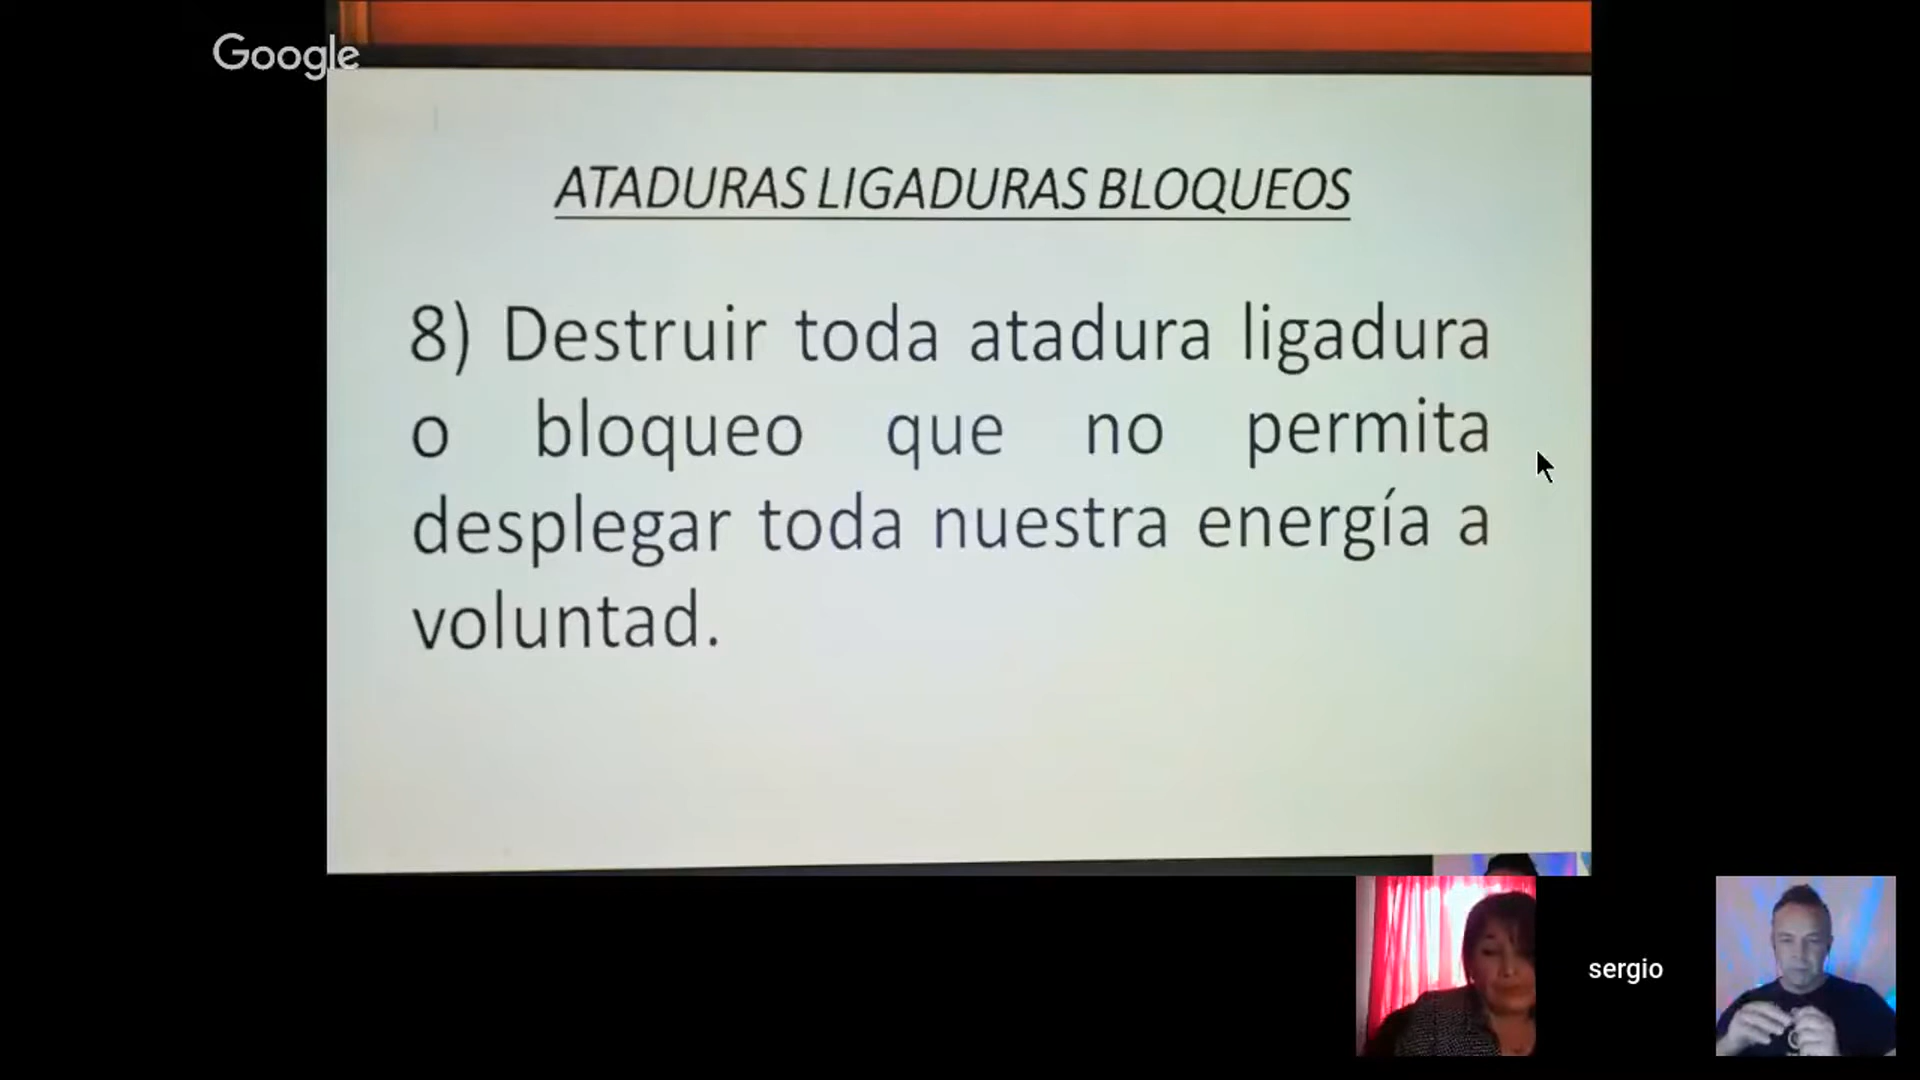 Google
ATADURAS LIGADURAS BLOQUEOS
8) Destruir toda atadura ligadura
o bloqueo que no permita
desplegar toda nuestra energía a
voluntad.
sergio